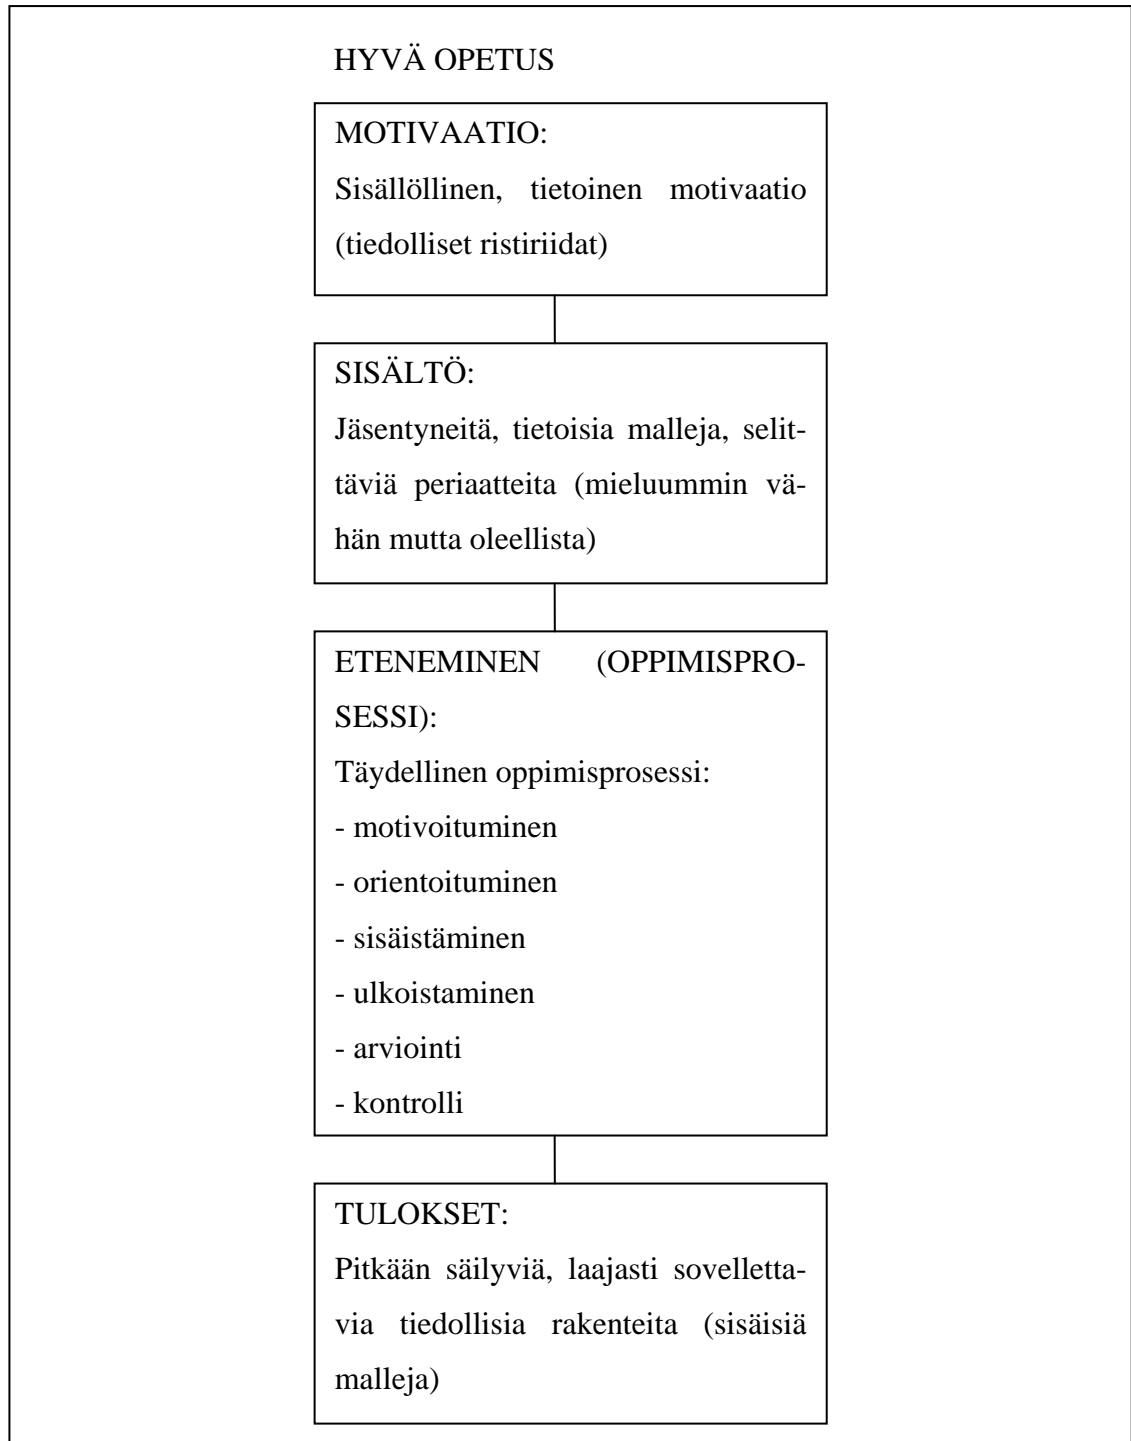 HYVÄ OPETUS
MOTIVAATIO:
Sisällöllinen, tietoinen motivaatio
(tiedolliset ristiriidat)
SISÄLTÖ:
Jäsentyneitä, tietoisia malleja, selit-
täviä periaatteita (mieluummin vä-
hän mutta oleellista)
ETENEMINEN (OPPIMISPRO-
SESSI):
Täydellinen oppimisprosessi:
- motivoituminen
- orientoituminen
- sisäistäminen
- ulkoistaminen
- arviointi
- kontrolli
TULOKSET:
Pitkään säilyviä, laajasti sovelletta-
via tiedollisia rakenteita (sisäisiä
malleja)